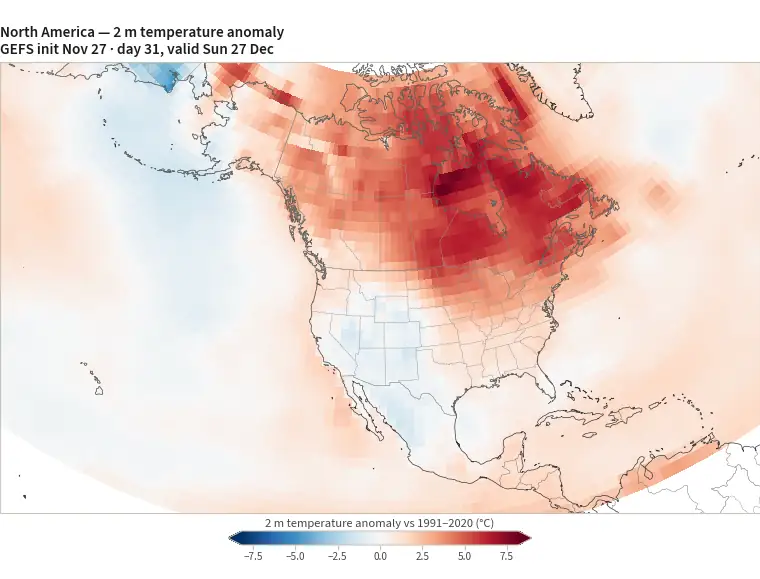 North America — 2 m temperature anomaly
GEFS init Nov 27 · day 31, valid Sun 27 Dec
2 m temperature anomaly vs 1991–2020 (°C)
−7.5 −5.0 −2.5 0.0 2.5 5.0 7.5